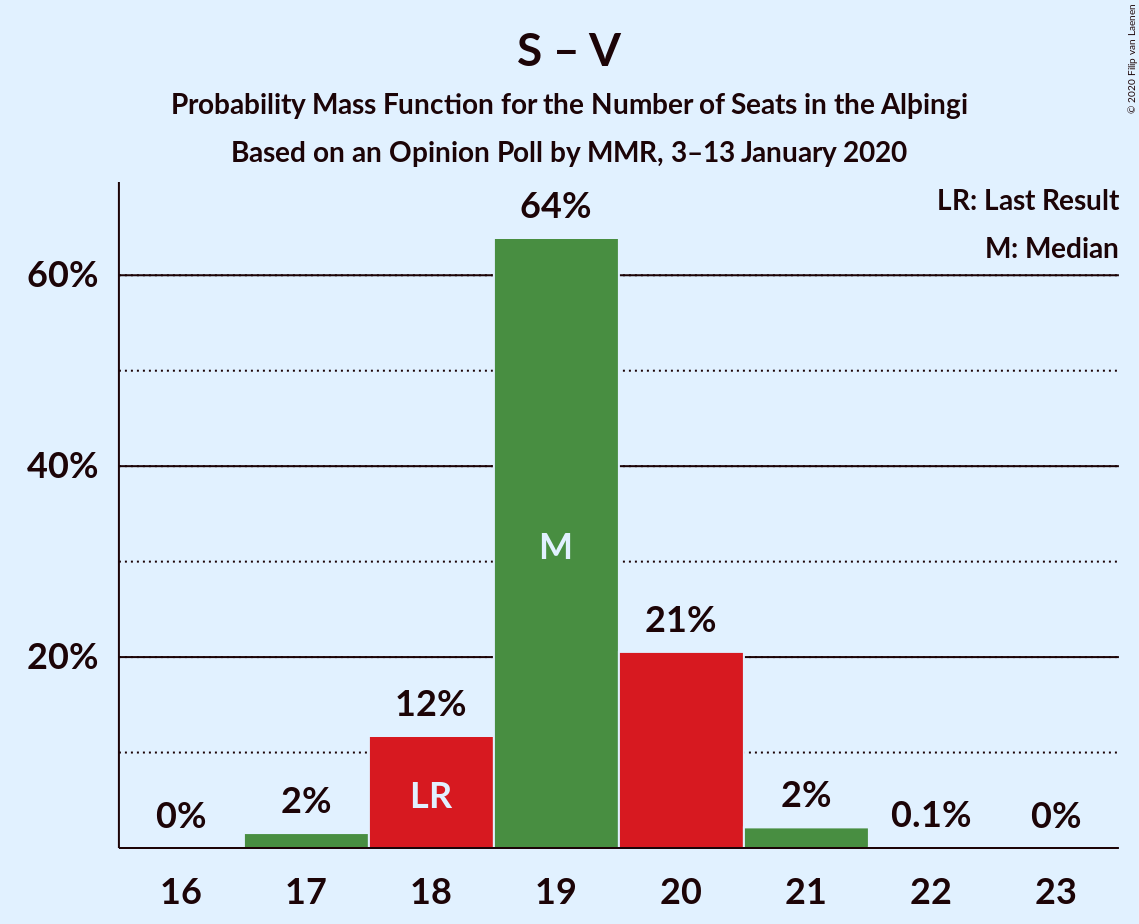 S – V
Probability Mass Function for the Number of Seats in the Alþingi
Based on an Opinion Poll by MMR, 3–13 January 2020
© 2020 Filip van Laenen
LR: Last Result
M: Median
60%
40%
20%
0%
2%
12%
64%
21%
2%
0.1%
0%
LR
M
16 17 18 19 20 21 22 23